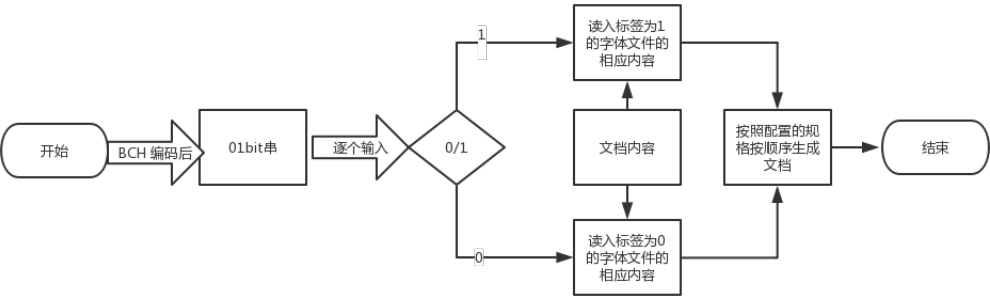 开始
BCH 编码后
01bit串
逐个输入
0/1
1
0
读入标签为1
的字体文件的
相应内容
文档内容
读入标签为0
的字体文件的
相应内容
按照配置的规
格按顺序生成
文档
结束